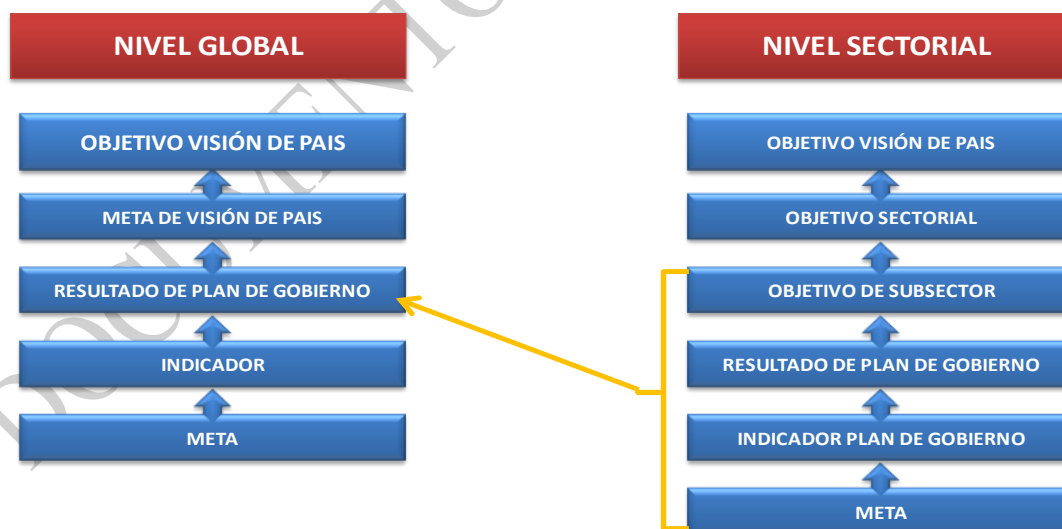 NIVEL GLOBAL
OBJETIVO VISIÓN DE PAIS
META DE VISIÓN DE PAIS
RESULTADO DE PLAN DE GOBIERNO
INDICADOR
META
NIVEL SECTORIAL
OBJETIVO VISIÓN DE PAIS
OBJETIVO SECTORIAL
OBJETIVO DE SUBSECTOR
RESULTADO DE PLAN DE GOBIERNO
INDICADOR PLAN DE GOBIERNO
META